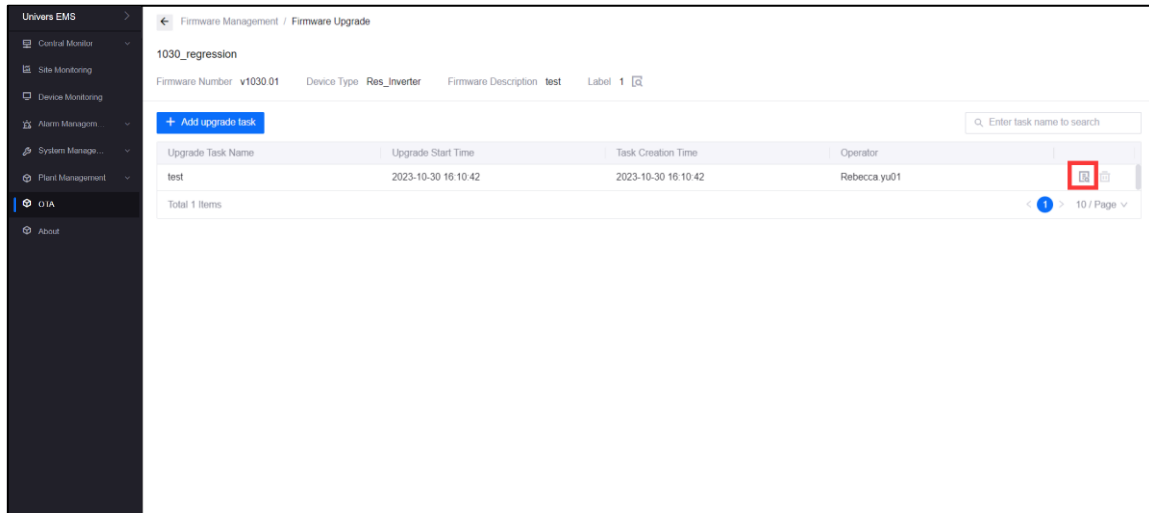 Univers EMS
Central Monitor
Site Monitoring
Device Monitoring
Alarm Managem...
System Manage...
Plant Management
OTA
About
Firmware Management / Firmware Upgrade
1030_regression
Firmware Number v1030.01 Device Type Res_Inverter Firmware Description test Label 1
+ Add upgrade task
Enter task name to search
Upgrade Task Name Upgrade Start Time Task Creation Time Operator
test 2023-10-30 16:10:42 2023-10-30 16:10:42 Rebecca.yu01
Total 1 Items < 1 > 10 / Page